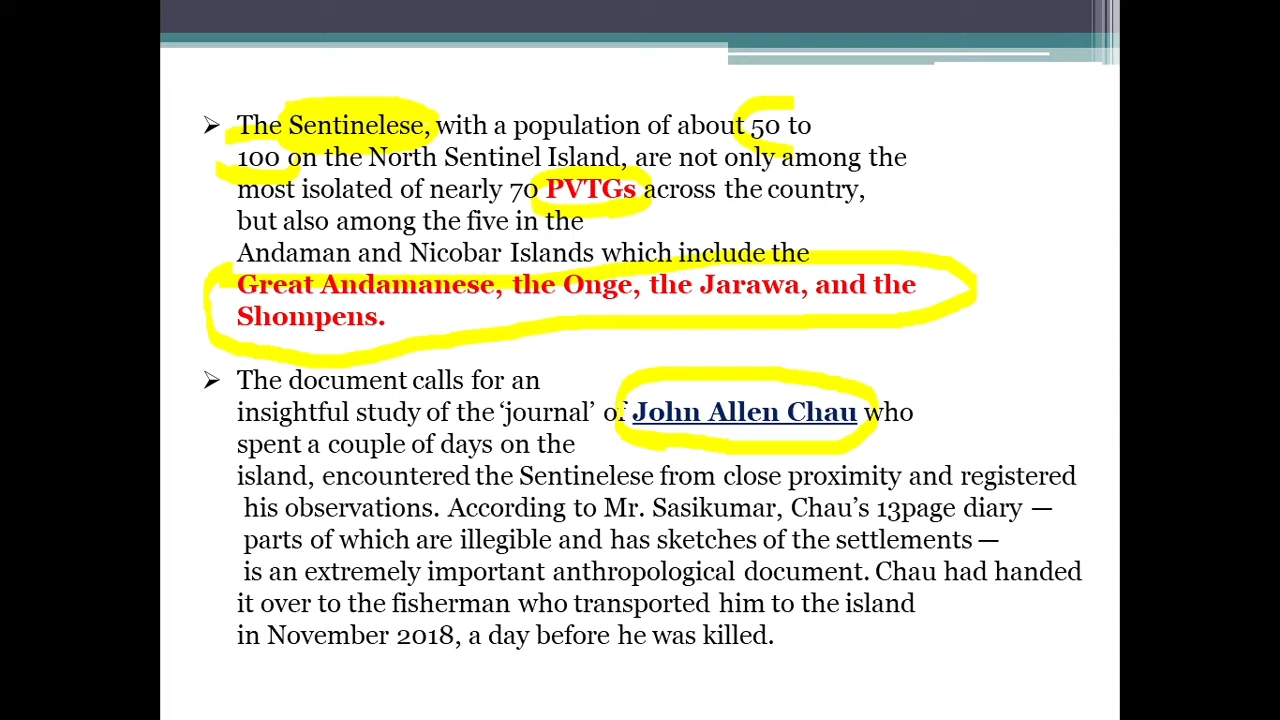 The Sentinelese, with a population of about 50 to
100 on the North Sentinel Island, are not only among the
most isolated of nearly 70 PVTGs across the country,
but also among the five in the
Andaman and Nicobar Islands which include the
Great Andamanese, the Onge, the Jarawa, and the
Shompens.
The document calls for an
insightful study of the ‘journal’ of John Allen Chau who
spent a couple of days on the
island, encountered the Sentinelese from close proximity and registered
his observations. According to Mr. Sasikumar, Chau’s 13page diary —
parts of which are illegible and has sketches of the settlements —
is an extremely important anthropological document. Chau had handed
it over to the fisherman who transported him to the island
in November 2018, a day before he was killed.